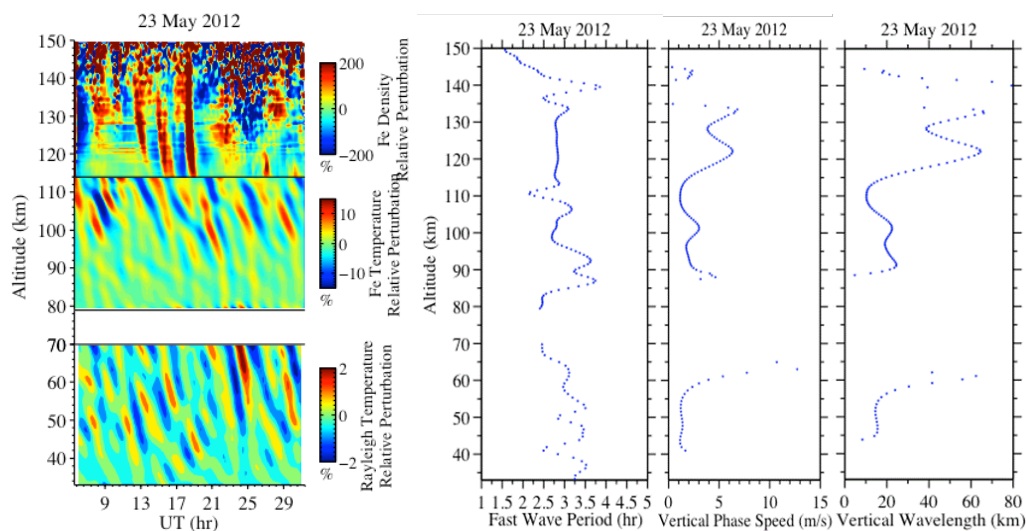 23 May 2012
150
140
130
120
110
100
90
80
70
60
50
40
Altitude (km)
9 13 17 21 25 29
UT (hr)
200
0
−200
%
Fe Density
Relative Perturbation
15
0
−15
%
Fe Temperature
Relative Perturbation
2
0
−2
%
Rayleigh Temperature
Relative Perturbation
23 May 2012
150
140
130
120
110
100
90
80
70
60
50
40
Altitude (km)
1 1.5 2 2.5 3 3.5 4 4.5 5
Fast Wave Period (hr)
23 May 2012
0 5 10 15
Vertical Phase Speed (m/s)
23 May 2012
0 20 40 60 80
Vertical Wavelength (km)